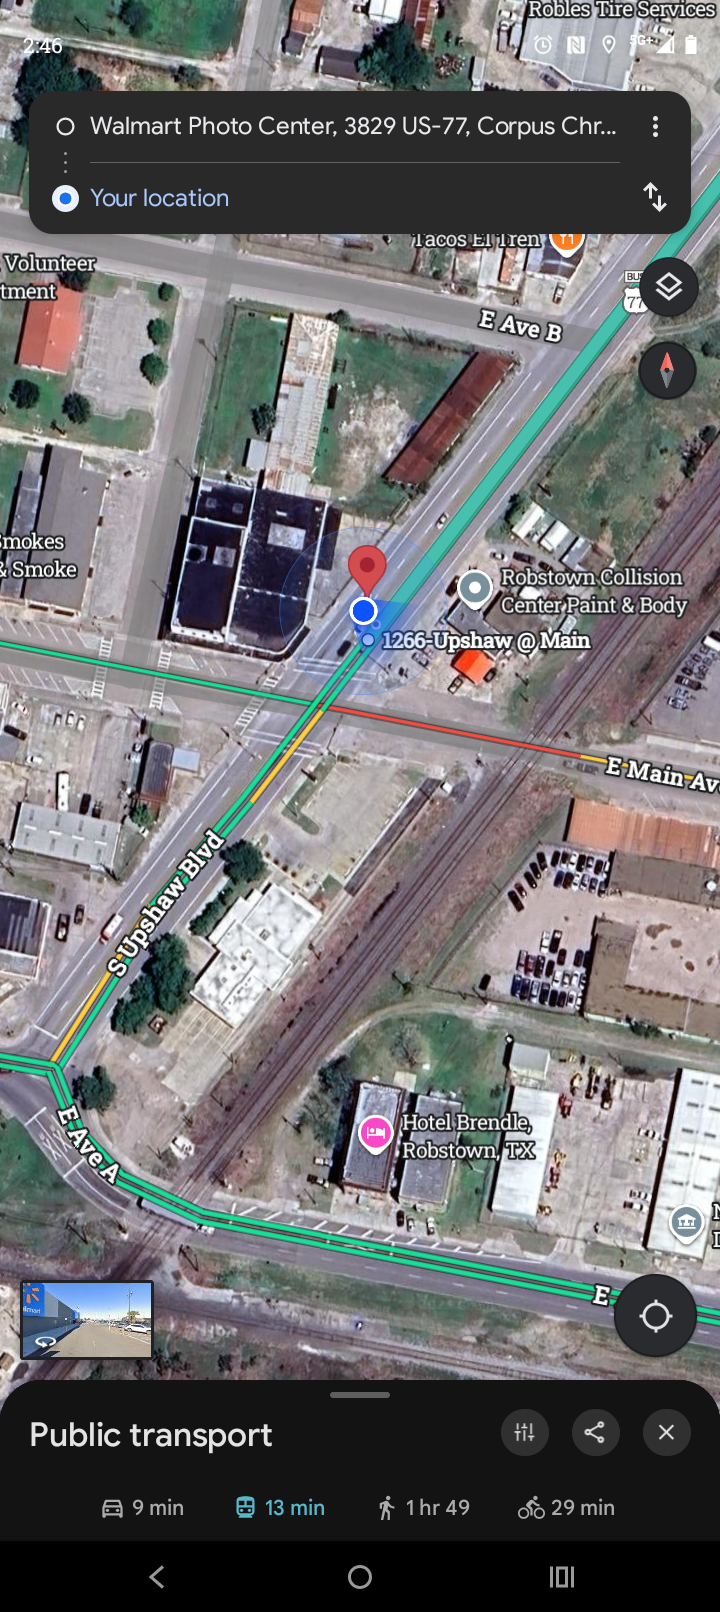 Robles Tire Services
2:46
5G+
Walmart Photo Center, 3829 US-77, Corpus Chr...
Your location
Tacos El Tren
Volunteer
tment
BUS
77
E Ave B
Smokes
& Smoke
Robstown Collision
Center Paint & Body
1266-Upshaw @ Main
E Main Av
S Upshaw Blvd
E Ave A
Hotel Brendle,
Robstown, TX
E
Public transport
9 min
13 min
1 hr 49
29 min